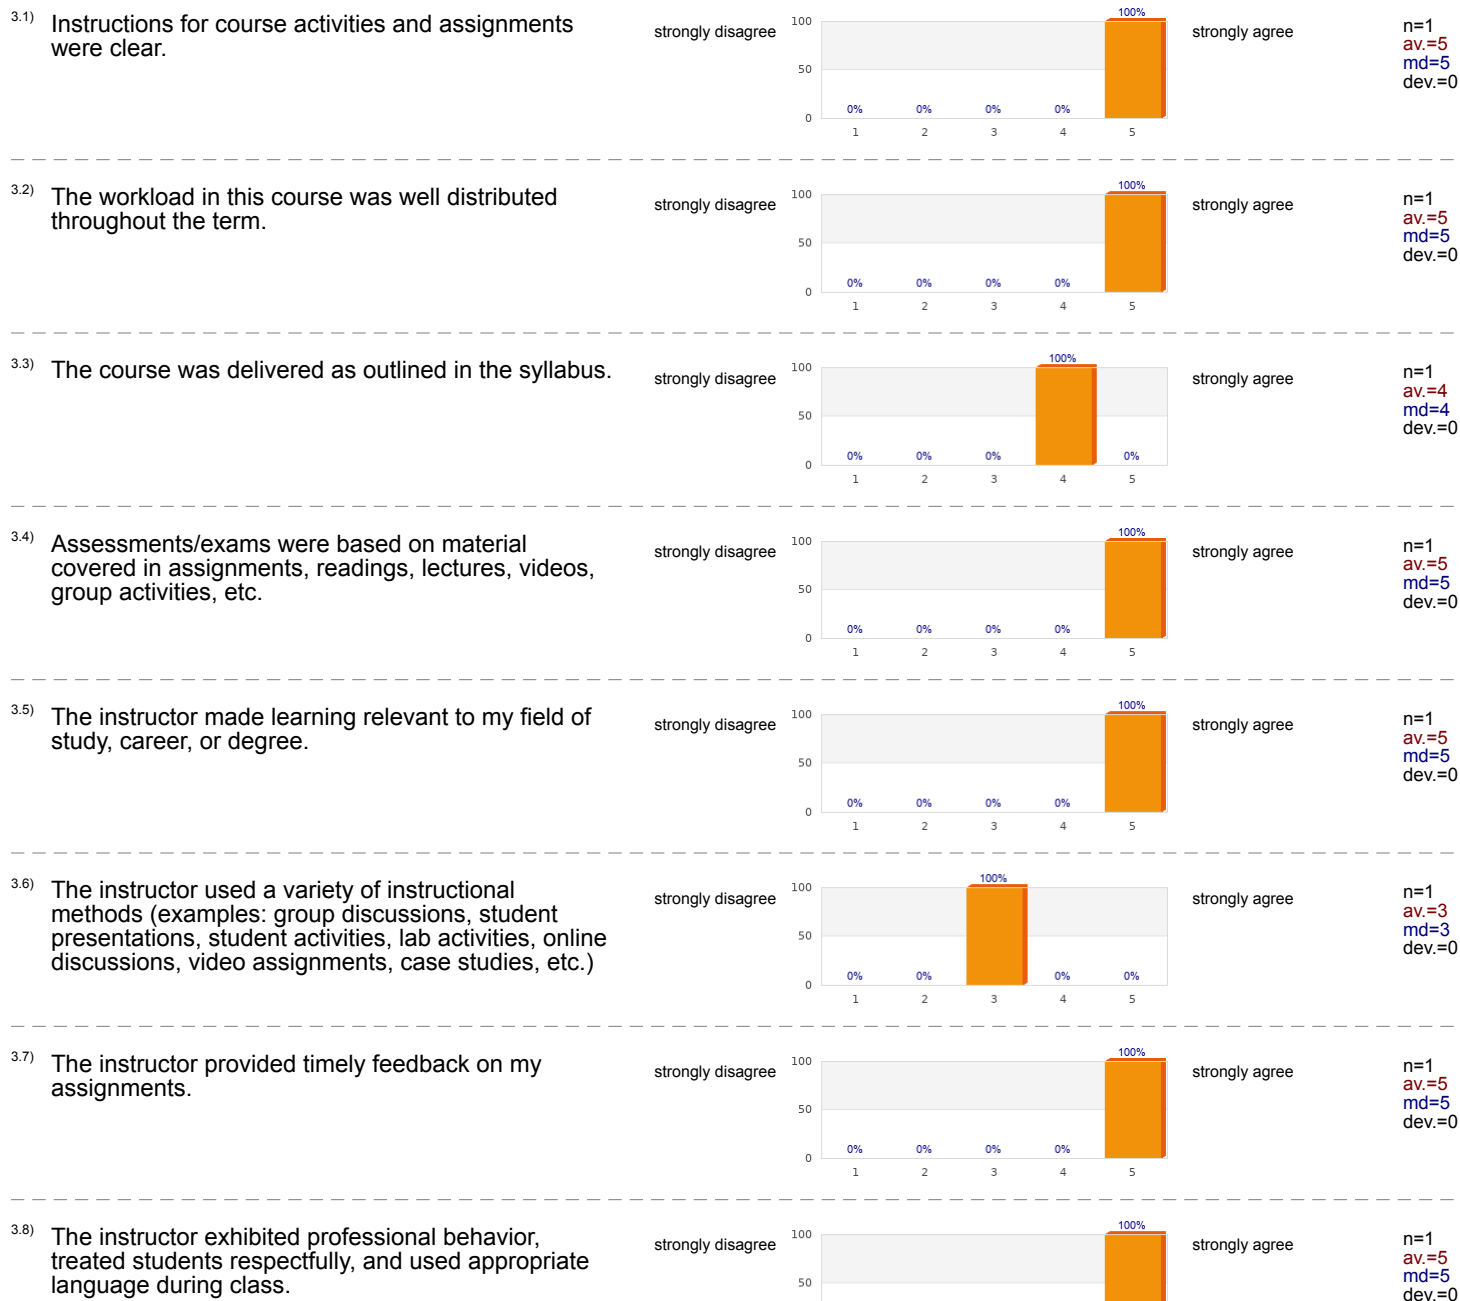 3.1) Instructions for course activities and assignments
were clear.
strongly disagree
100
50
0
0% 0% 0% 0% 100%
1 2 3 4 5
strongly agree
n=1
av.=5
md=5
dev.=0
3.2) The workload in this course was well distributed
throughout the term.
strongly disagree
100
50
0
0% 0% 0% 0% 100%
1 2 3 4 5
strongly agree
n=1
av.=5
md=5
dev.=0
3.3) The course was delivered as outlined in the syllabus.
strongly disagree
100
50
0
0% 0% 0% 100% 0%
1 2 3 4 5
strongly agree
n=1
av.=4
md=4
dev.=0
3.4) Assessments/exams were based on material
covered in assignments, readings, lectures, videos,
group activities, etc.
strongly disagree
100
50
0
0% 0% 0% 0% 100%
1 2 3 4 5
strongly agree
n=1
av.=5
md=5
dev.=0
3.5) The instructor made learning relevant to my field of
study, career, or degree.
strongly disagree
100
50
0
0% 0% 0% 0% 100%
1 2 3 4 5
strongly agree
n=1
av.=5
md=5
dev.=0
3.6) The instructor used a variety of instructional
methods (examples: group discussions, student
presentations, student activities, lab activities, online
discussions, video assignments, case studies, etc.)
strongly disagree
100
50
0
0% 0% 100% 0% 0%
1 2 3 4 5
strongly agree
n=1
av.=3
md=3
dev.=0
3.7) The instructor provided timely feedback on my
assignments.
strongly disagree
100
50
0
0% 0% 0% 0% 100%
1 2 3 4 5
strongly agree
n=1
av.=5
md=5
dev.=0
3.8) The instructor exhibited professional behavior,
treated students respectfully, and used appropriate
language during class.
strongly disagree
100
50
100%
strongly agree
n=1
av.=5
md=5
dev.=0